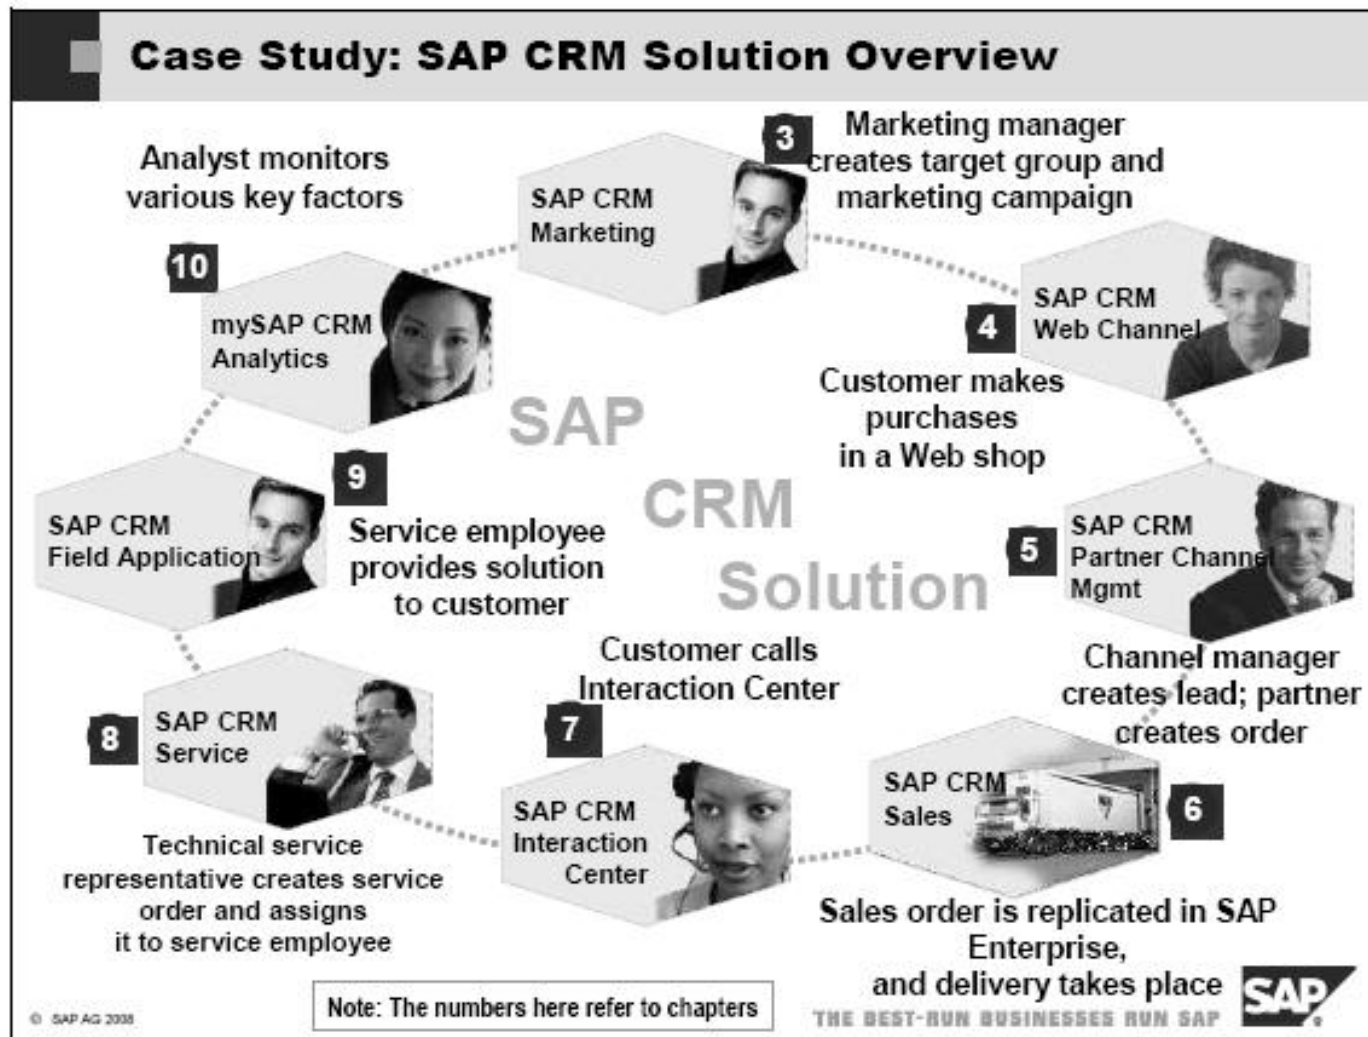 Case Study: SAP CRM Solution Overview
3
Marketing manager
creates target group and
marketing campaign
SAP CRM
Marketing
Analyst monitors
various key factors
10
mySAP CRM
Analytics
4
SAP CRM
Web Channel
Customer makes
purchases
in a Web shop
SAP
CRM
Solution
9
SAP CRM
Field Application
Service employee
provides solution
to customer
5
SAP CRM
Partner Channel
Mgmt
Channel manager
creates lead; partner
creates order
Customer calls
Interaction Center
7
SAP CRM
Interaction
Center
8
SAP CRM
Service
Technical service
representative creates service
order and assigns
it to service employee
SAP CRM
Sales
6
Sales order is replicated in SAP
Enterprise,
and delivery takes place
Note: The numbers here refer to chapters
© SAP AG 2008
THE BEST-RUN BUSINESSES RUN SAP
SAP